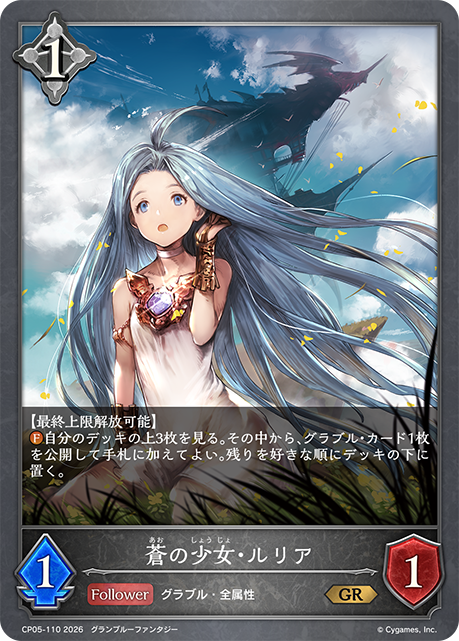 1
【最終上限解放可能】
F 自分のデッキの上3枚を見る。その中から、グラブル・カード1枚
を公開して手札に加えてよい。残りを好きな順にデッキの下に
置く。
あお しょうじょ
蒼の少女・ルリア
1
Follower グラブル・全属性 GR
1
CP05-110 2026 グランブルーファンタジー © Cygames, Inc.